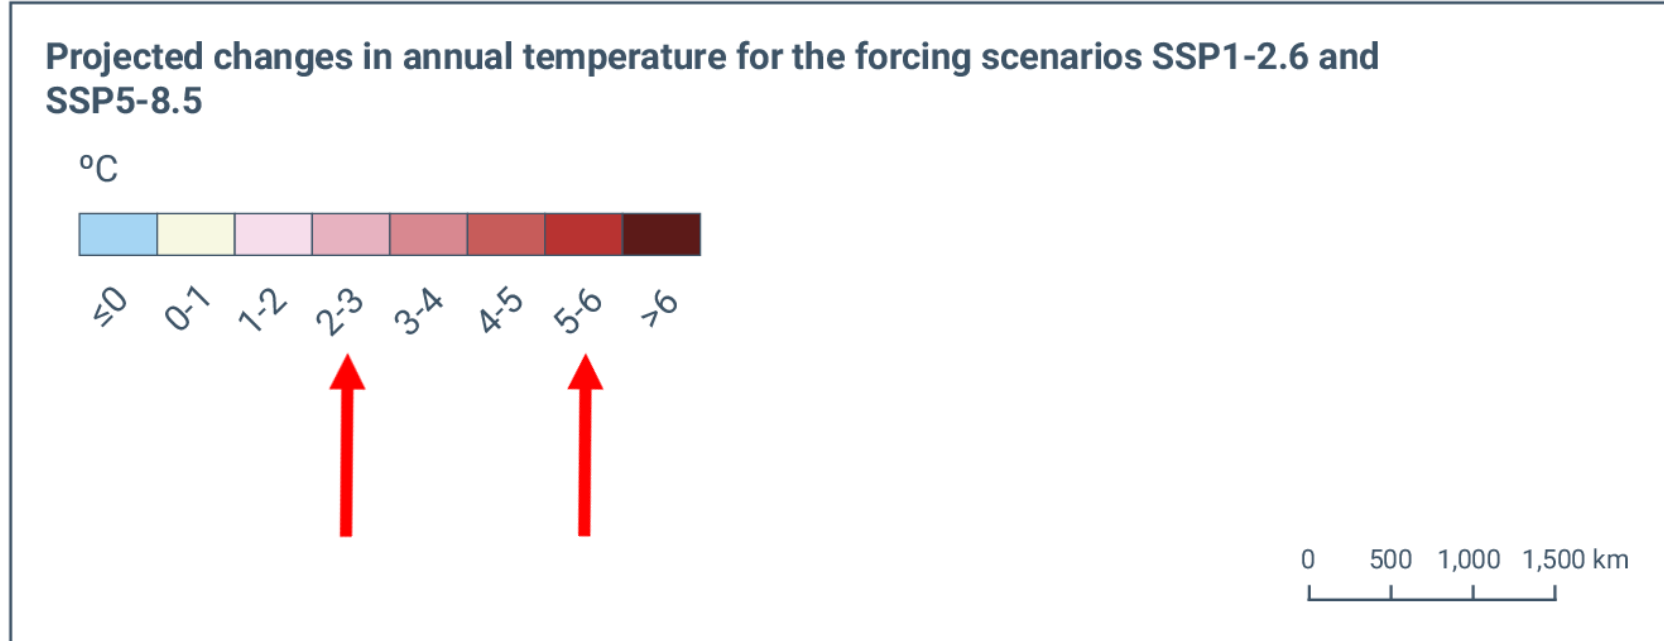 Projected changes in annual temperature for the forcing scenarios SSP1-2.6 and
SSP5-8.5
ºC
≤0 0-1 1-2 2-3 3-4 4-5 5-6 >6
0 500 1,000 1,500 km